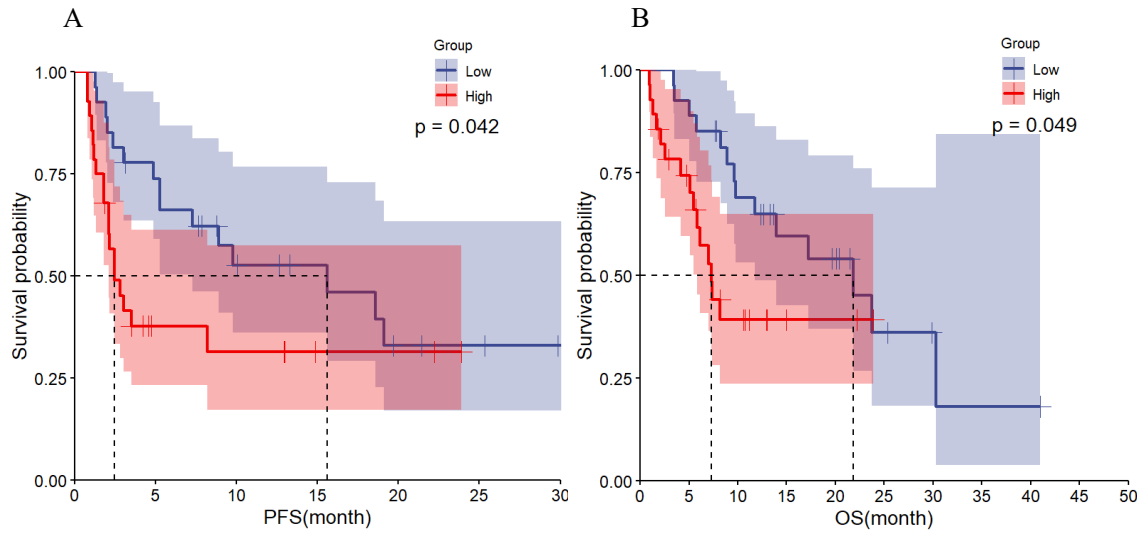 A
Group
Low
High
p = 0.042
Survival probability
1.00
0.75
0.50
0.25
0.00
0 5 10 15 20 25 30
PFS(month)
B
Group
Low
High
p = 0.049
Survival probability
1.00
0.75
0.50
0.25
0.00
0 5 10 15 20 25 30 35 40 45 50
OS(month)